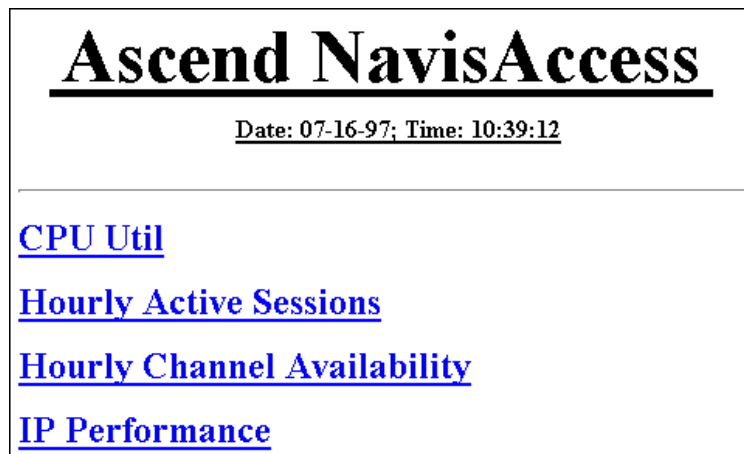 Ascend NavisAccess
Date: 07-16-97; Time: 10:39:12
CPU Util
Hourly Active Sessions
Hourly Channel Availability
IP Performance